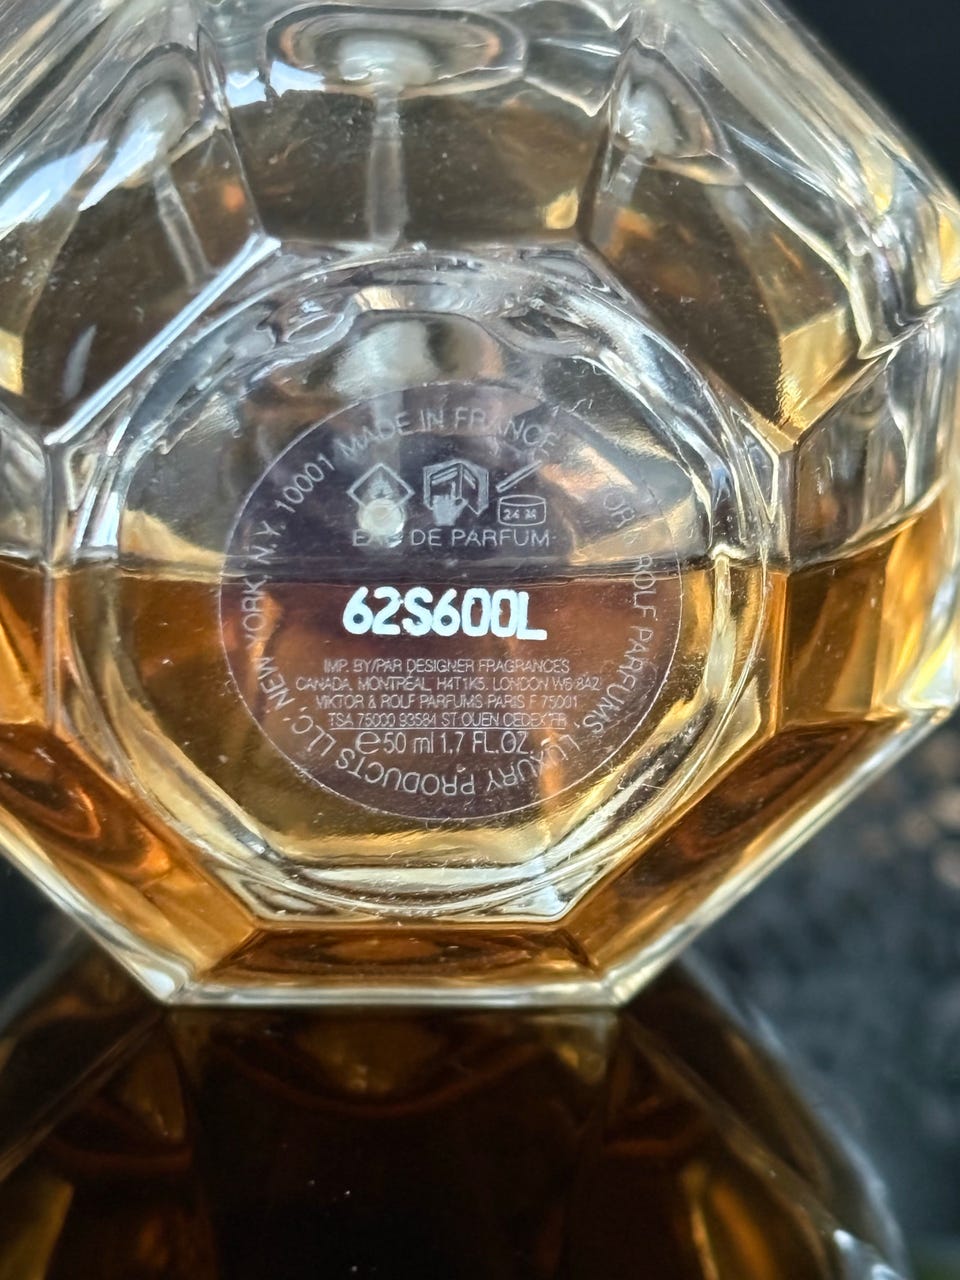 MADE IN FRANCE
ROLF PARFUMS, LUXURY PRODUCTS LLC, NEW YORK, N.Y. 10001
24 M
EAU DE PARFUM
62S600L
IMP. BY/PAR DESIGNER FRAGRANCES
CANADA, MONTRÉAL, H4T1K5. LONDON W6 8AZ
VIKTOR & ROLF PARFUMS PARIS F 75001
TSA 75000 93584 ST OUEN CEDEX FR
℮50 ml 1.7 FL.OZ.